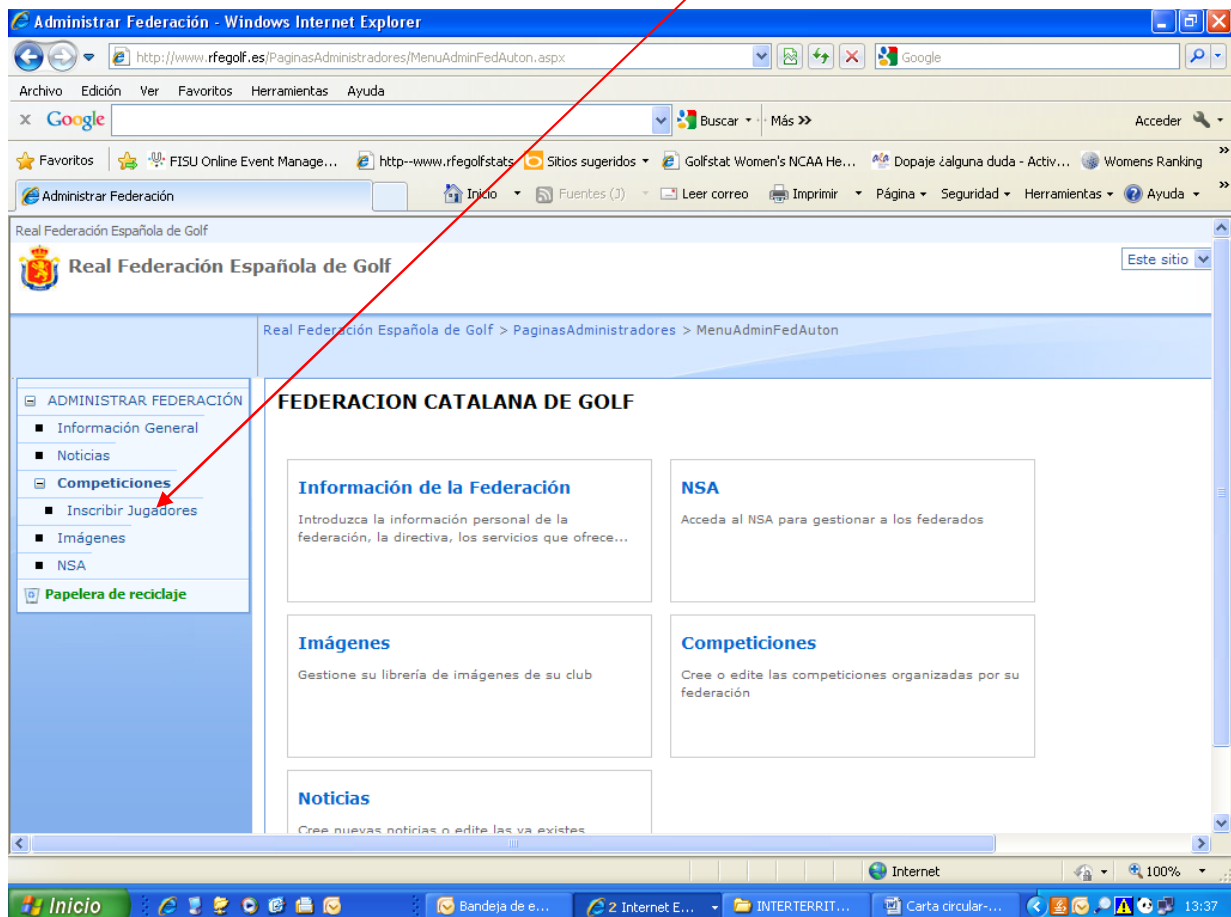 Administrar Federación - Windows Internet Explorer
http://www.rfegolf.es/PaginasAdministradores/MenuAdminFedAuton.aspx
Google
Archivo Edición Ver Favoritos Herramientas Ayuda
x Google Buscar Más >> Acceder
Favoritos FISU Online Event Manage... http--www.rfegolfstats Sitios sugeridos Golfstat Women's NCAA He... Dopaje ¿alguna duda - Activ... Womens Ranking »
Administrar Federación Inicio Fuentes (J) Leer correo Imprimir Página Seguridad Herramientas Ayuda »
Real Federación Española de Golf
Real Federación Española de Golf
Este sitio
Real Federación Española de Golf > PaginasAdministradores > MenuAdminFedAuton
ADMINISTRAR FEDERACIÓN
Información General
Noticias
Competiciones
Inscribir Jugadores
Imágenes
NSA
Papelera de reciclaje
FEDERACION CATALANA DE GOLF
Información de la Federación
Introduzca la información personal de la
federación, la directiva, los servicios que ofrece...
NSA
Acceda al NSA para gestionar a los federados
Imágenes
Gestione su librería de imágenes de su club
Competiciones
Cree o edite las competiciones organizadas por su
federación
Noticias
Cree nuevas noticias o edite las ya existes
Internet 100%
Inicio Bandeja de e... 2 Internet E... INTERTERRIT... Carta circular-... 13:37